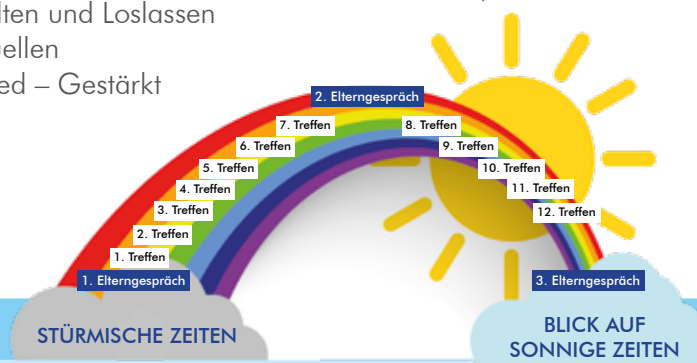 lten und Loslassen
uellen
ed – Gestärkt
2. Elterngespräch
7. Treffen
8. Treffen
6. Treffen
9. Treffen
5. Treffen
10. Treffen
4. Treffen
11. Treffen
3. Treffen
12. Treffen
2. Treffen
1. Treffen
1. Elterngespräch
3. Elterngespräch
STÜRMISCHE ZEITEN
BLICK AUF
SONNIGE ZEITEN